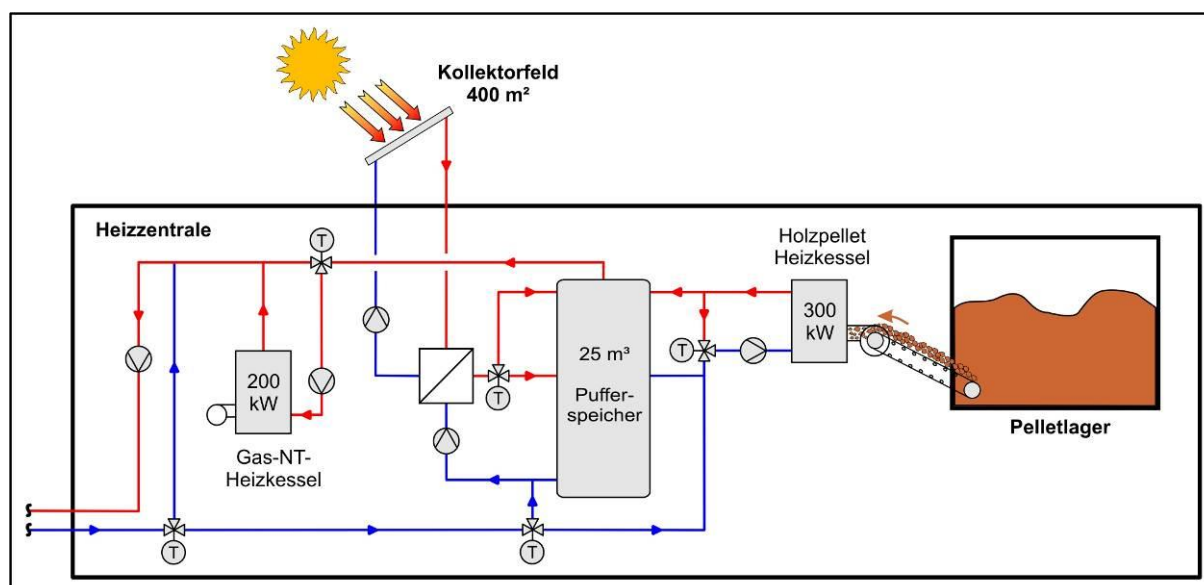 Kollektorfeld
400 m²
Heizzentrale
T
Holzpellet
Heizkessel
300
kW
25 m³
Puffer-
speicher
T
T
200
kW
Gas-NT-
Heizkessel
Pelletlager
T
T